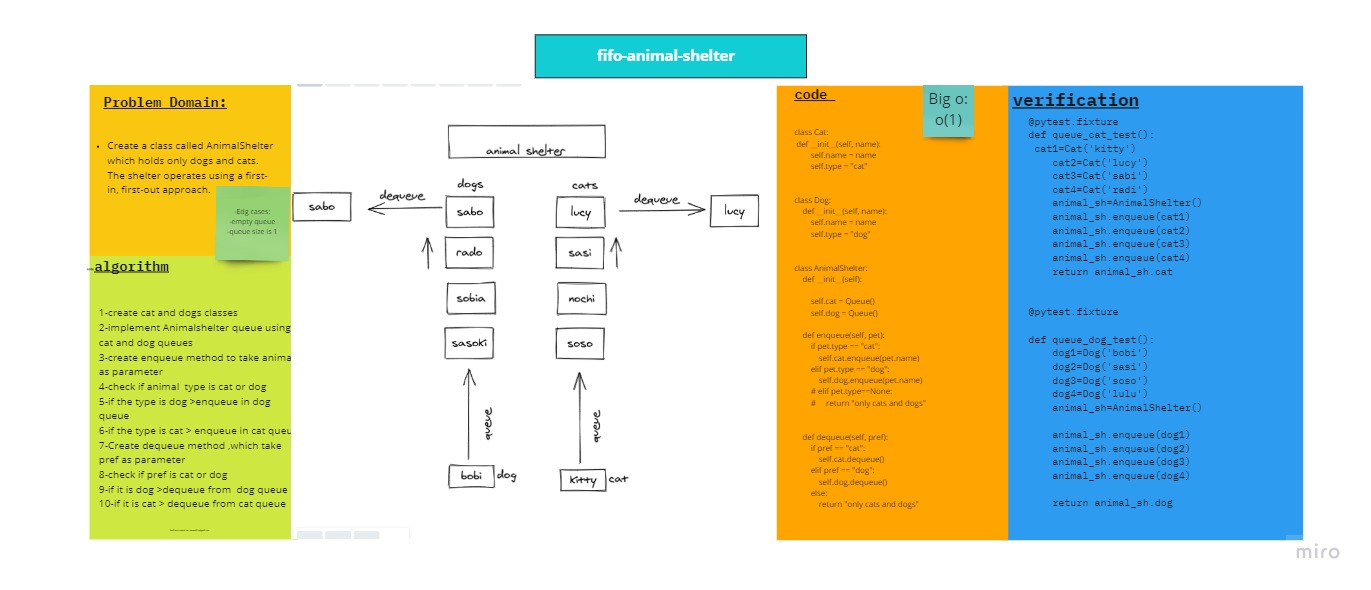 fifo-animal-shelter
Problem Domain:
Create a class called AnimalShelter
which holds only dogs and cats.
The shelter operates using a first-
in, first-out approach.
-Edg cases:
-empty queue
-queue size is 1
algorithm
1-create cat and dogs classes
2-implement Animalshelter queue using
cat and dog queues
3-create enqueue method to take anima
as parameter
4-check if animal type is cat or dog
5-if the type is dog >enqueue in dog
queue
6-if the type is cat > enqueue in cat queu
7-Create dequeue method ,which take
pref as parameter
8-check if pref is cat or dog
9-if it is dog >dequeue from dog queue
10-if it is cat > dequeue from cat queue
animal shelter
dogs
cats
sabo
dequeue
sabo
lucy
dequeue
lucy
rado
sasi
sobia
nochi
sasoki
soso
queue
queue
bobi
dog
kitty
cat
code
Big o:
o(1)
class Cat:
def __init__(self, name):
self.name = name
self.type = "cat"
class Dog:
def __init__(self, name):
self.name = name
self.type = "dog"
class AnimalShelter:
def __init__(self):
self.cat = Queue()
self.dog = Queue()
def enqueue(self, pet):
if pet.type == "cat":
self.cat.enqueue(pet.name)
elif pet.type == "dog":
self.dog.enqueue(pet.name)
# elif pet.type==None:
# return "only cats and dogs"
def dequeue(self, pref):
if pref == "cat":
self.cat.dequeue()
elif pref == "dog":
self.dog.dequeue()
else:
return "only cats and dogs"
verification
@pytest.fixture
def queue_cat_test():
cat1=Cat('kitty')
cat2=Cat('lucy')
cat3=Cat('sabi')
cat4=Cat('radi')
animal_sh=AnimalShelter()
animal_sh.enqueue(cat1)
animal_sh.enqueue(cat2)
animal_sh.enqueue(cat3)
animal_sh.enqueue(cat4)
return animal_sh.cat
@pytest.fixture
def queue_dog_test():
dog1=Dog('bobi')
dog2=Dog('sasi')
dog3=Dog('soso')
dog4=Dog('lulu')
animal_sh=AnimalShelter()
animal_sh.enqueue(dog1)
animal_sh.enqueue(dog2)
animal_sh.enqueue(dog3)
animal_sh.enqueue(dog4)
return animal_sh.dog
miro